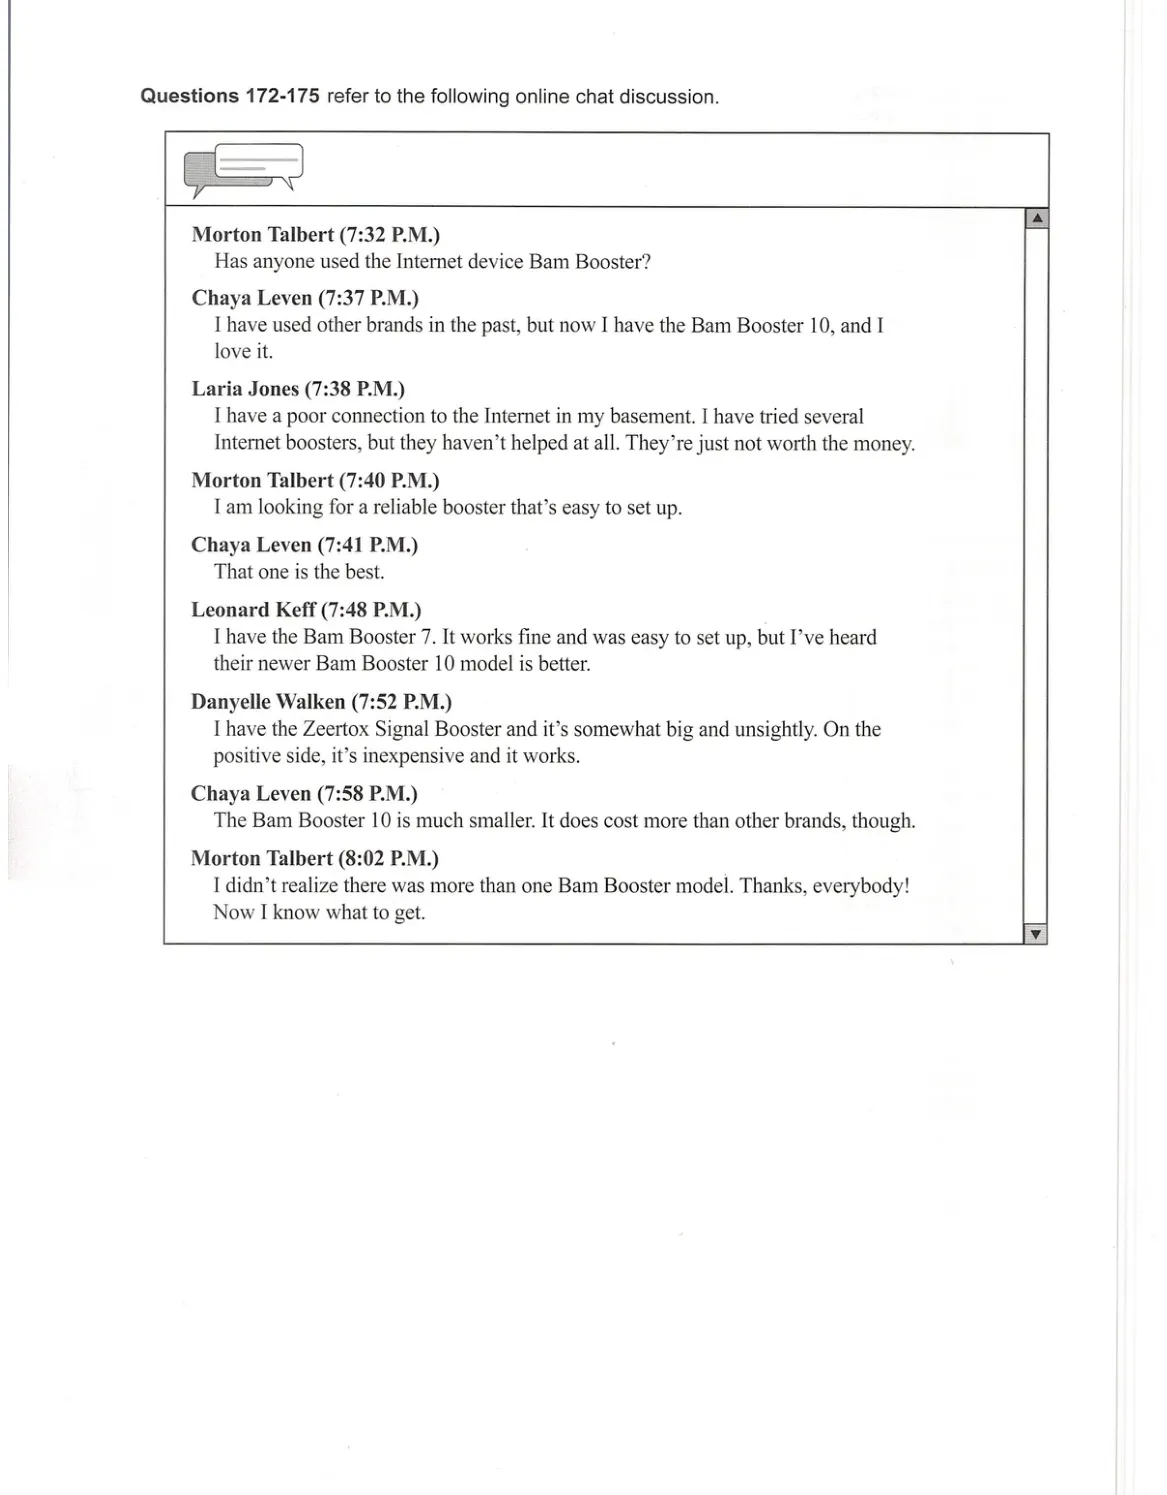 Questions 172-175 refer to the following online chat discussion.
Morton Talbert (7:32 P.M.)
Has anyone used the Internet device Bam Booster?
Chaya Leven (7:37 P.M.)
I have used other brands in the past, but now I have the Bam Booster 10, and I
love it.
Laria Jones (7:38 P.M.)
I have a poor connection to the Internet in my basement. I have tried several
Internet boosters, but they haven't helped at all. They're just not worth the money.
Morton Talbert (7:40 P.M.)
I am looking for a reliable booster that's easy to set up.
Chaya Leven (7:41 P.M.)
That one is the best.
Leonard Keff (7:48 P.M.)
I have the Bam Booster 7. It works fine and was easy to set up, but I've heard
their newer Bam Booster 10 model is better.
Danyelle Walken (7:52 P.M.)
I have the Zeertox Signal Booster and it's somewhat big and unsightly. On the
positive side, it's inexpensive and it works.
Chaya Leven (7:58 P.M.)
The Bam Booster 10 is much smaller. It does cost more than other brands, though.
Morton Talbert (8:02 P.M.)
I didn't realize there was more than one Bam Booster model. Thanks, everybody!
Now I know what to get.